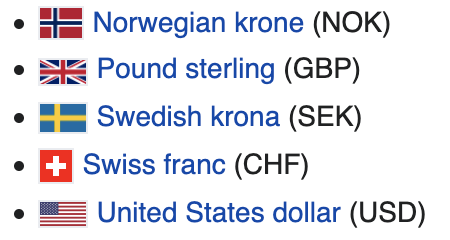 Norwegian krone (NOK)
Pound sterling (GBP)
Swedish krona (SEK)
Swiss franc (CHF)
United States dollar (USD)